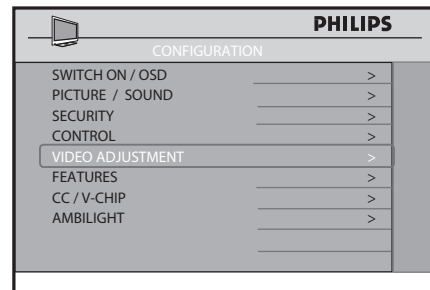 PHILIPS
CONFIGURATION
SWITCH ON / OSD >
PICTURE / SOUND >
SECURITY >
CONTROL >
VIDEO ADJUSTMENT >
FEATURES >
CC / V-CHIP >
AMBILIGHT >